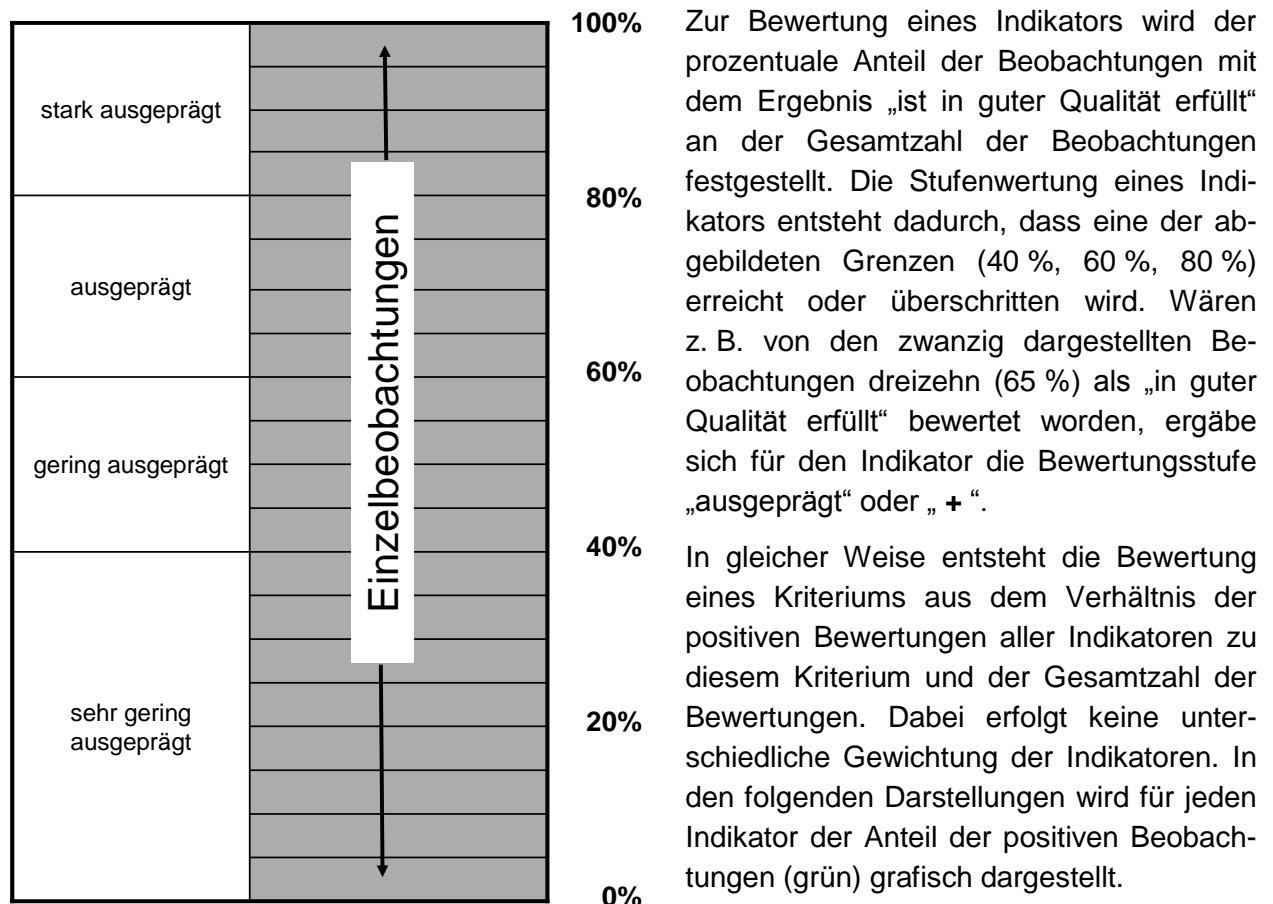 100%
stark ausgeprägt
80%
ausgeprägt
60%
gering ausgeprägt
40%
sehr gering
ausgeprägt
20%
0%
Einzelbeobachtungen
Zur Bewertung eines Indikators wird der
prozentuale Anteil der Beobachtungen mit
dem Ergebnis „ist in guter Qualität erfüllt“
an der Gesamtzahl der Beobachtungen
festgestellt. Die Stufenwertung eines Indi-
kators entsteht dadurch, dass eine der ab-
gebildeten Grenzen (40 %, 60 %, 80 %)
erreicht oder überschritten wird. Wären
z. B. von den zwanzig dargestellten Be-
obachtungen dreizehn (65 %) als „in guter
Qualität erfüllt“ bewertet worden, ergäbe
sich für den Indikator die Bewertungsstufe
„ausgeprägt“ oder „ + “.
In gleicher Weise entsteht die Bewertung
eines Kriteriums aus dem Verhältnis der
positiven Bewertungen aller Indikatoren zu
diesem Kriterium und der Gesamtzahl der
Bewertungen. Dabei erfolgt keine unter-
schiedliche Gewichtung der Indikatoren. In
den folgenden Darstellungen wird für jeden
Indikator der Anteil der positiven Beobach-
tungen (grün) grafisch dargestellt.